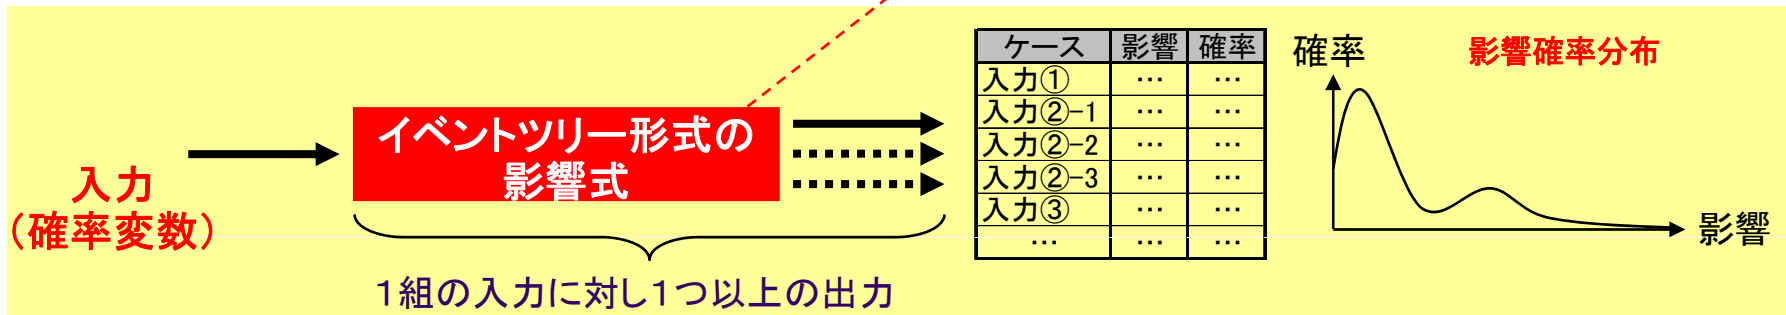 入力
(確率変数)
イベントツリー形式の
影響式
1組の入力に対し1つ以上の出力
ケース 影響 確率
入力① … …
入力②-1 … …
入力②-2 … …
入力②-3 … …
入力③ … …
… … …
確率
影響確率分布
影響